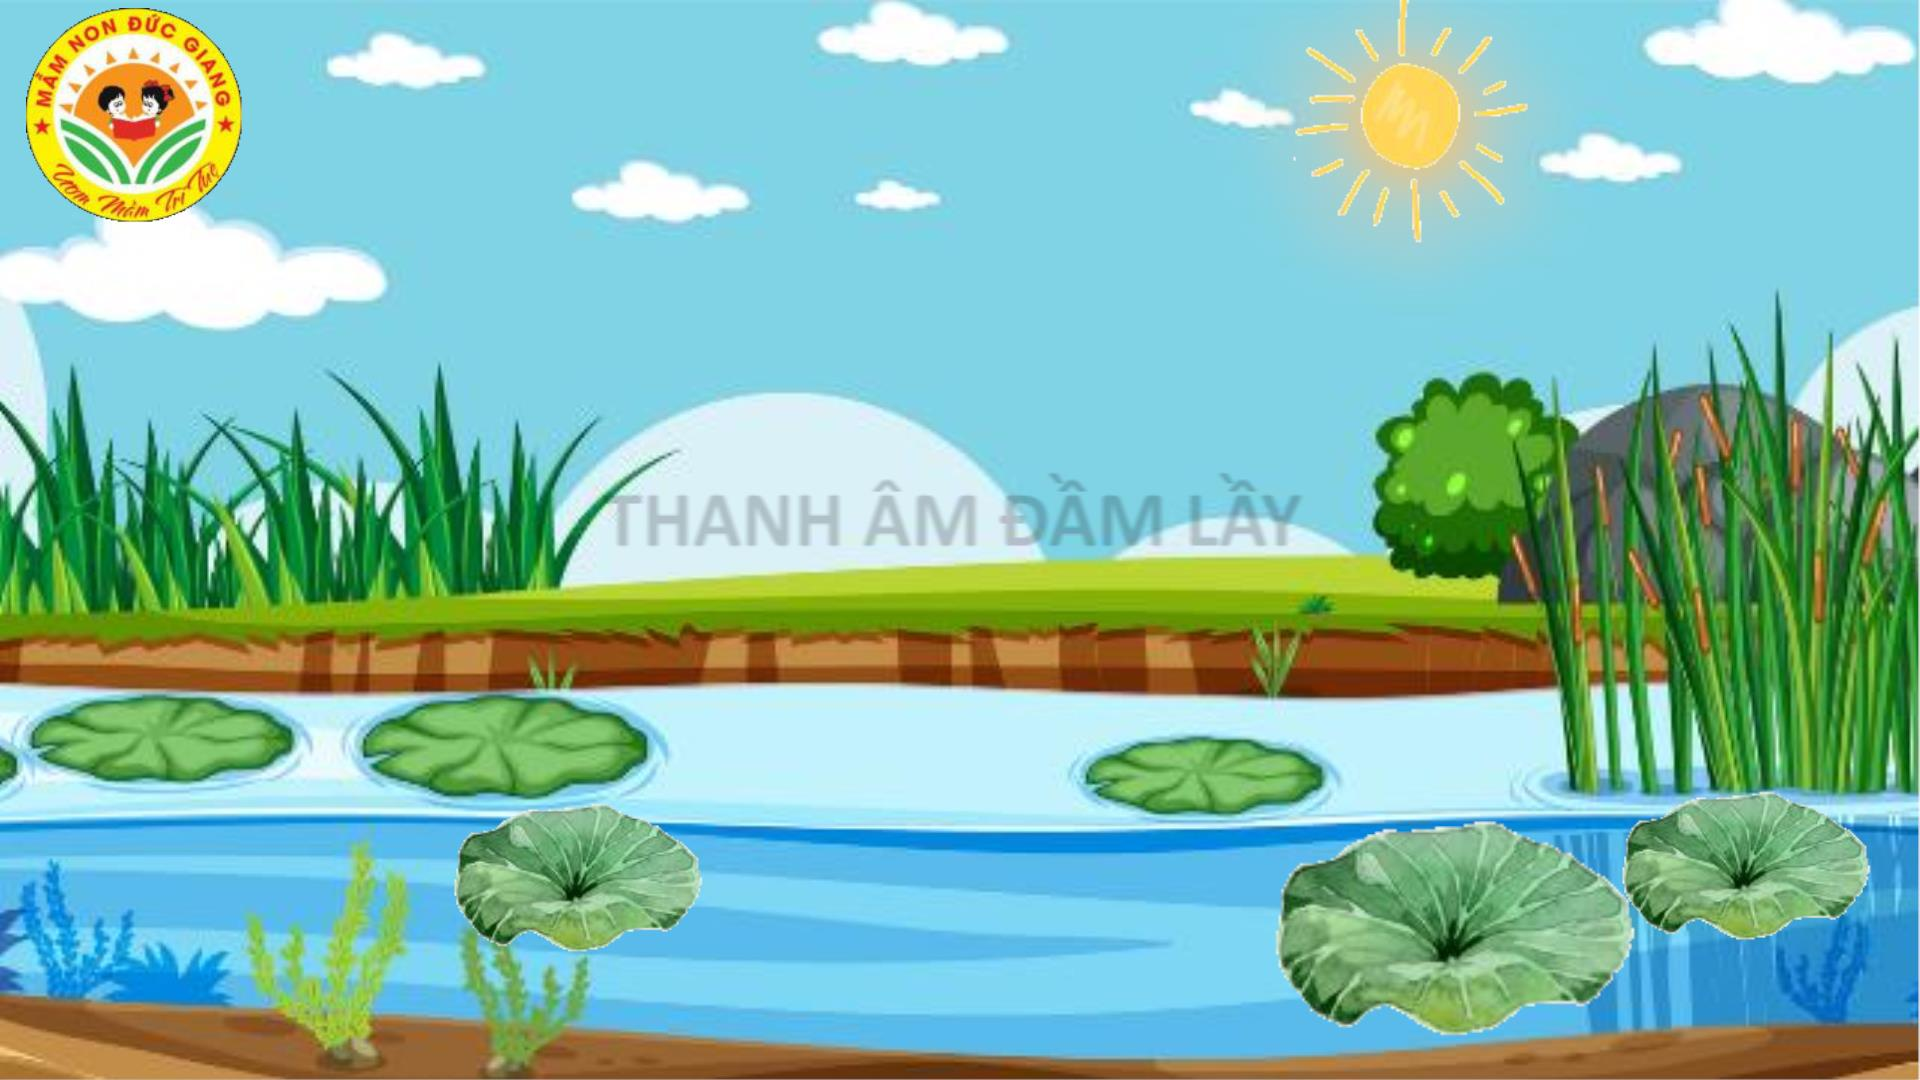 MẦM NON ĐỨC GIANG
Ươm Mầm Trí Tuệ
THANH ÂM ĐẦM LẦY